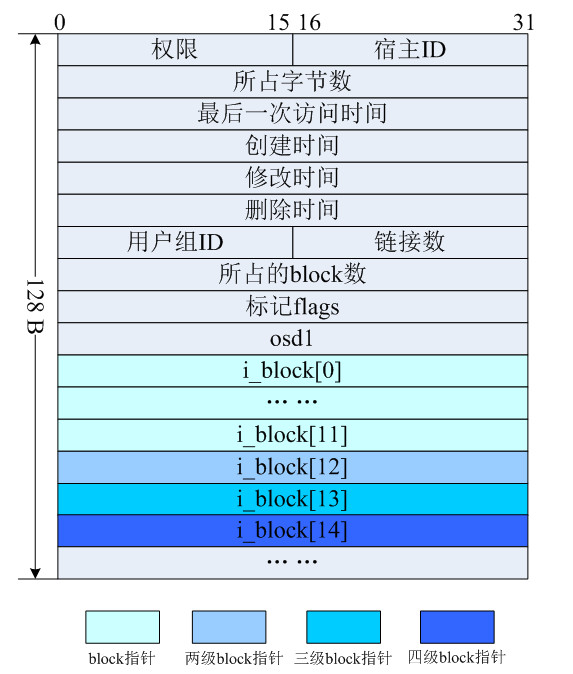 0 15 16 31
权限 宿主ID
所占字节数
最后一次访问时间
创建时间
修改时间
删除时间
用户组ID 链接数
所占的block数
标记flags
osd1
i_block[0]
... ...
i_block[11]
i_block[12]
i_block[13]
i_block[14]
... ...
128 B
block指针 两级block指针 三级block指针 四级block指针